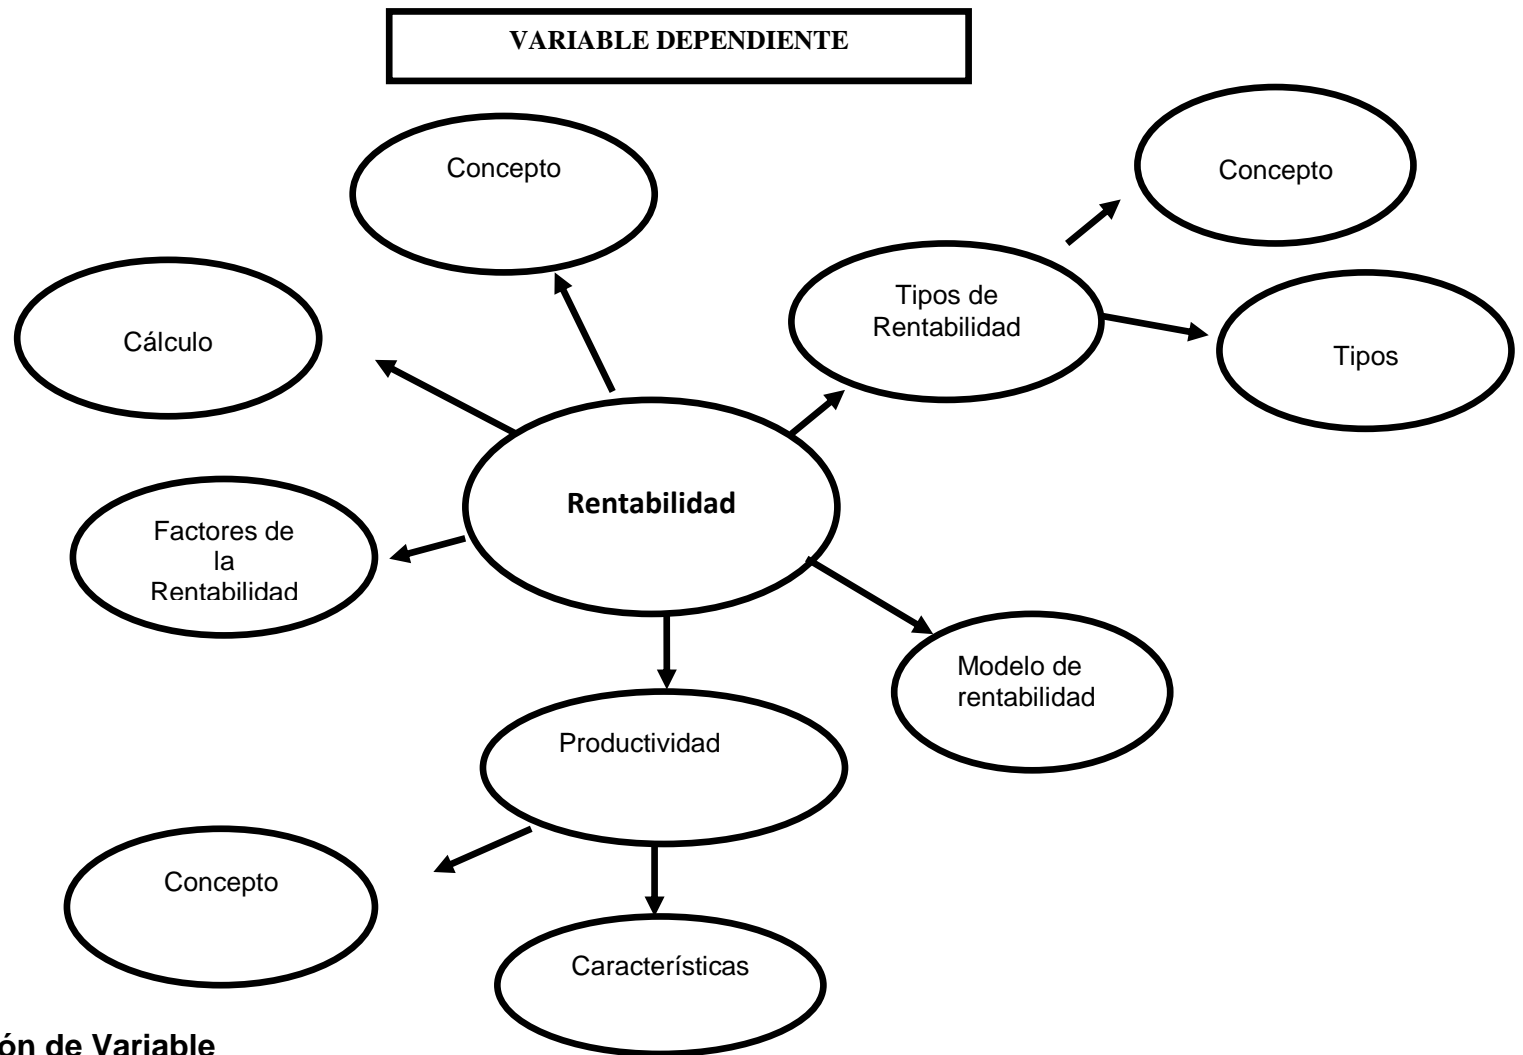 VARIABLE DEPENDIENTE
Concepto
Concepto
Tipos de
Rentabilidad
Cálculo
Tipos
Rentabilidad
Factores de
la
Rentabilidad
Modelo de
rentabilidad
Productividad
Concepto
Características
ón de Variable